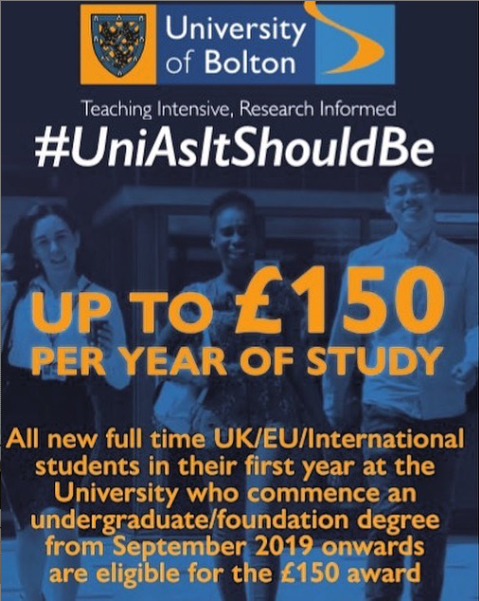 University
of Bolton
Teaching Intensive, Research Informed
#UniAsItShouldBe
UP TO £150
PER YEAR OF STUDY
All new full time UK/EU/International
students in their first year at the
University who commence an
undergraduate/foundation degree
from September 2019 onwards
are eligible for the £150 award